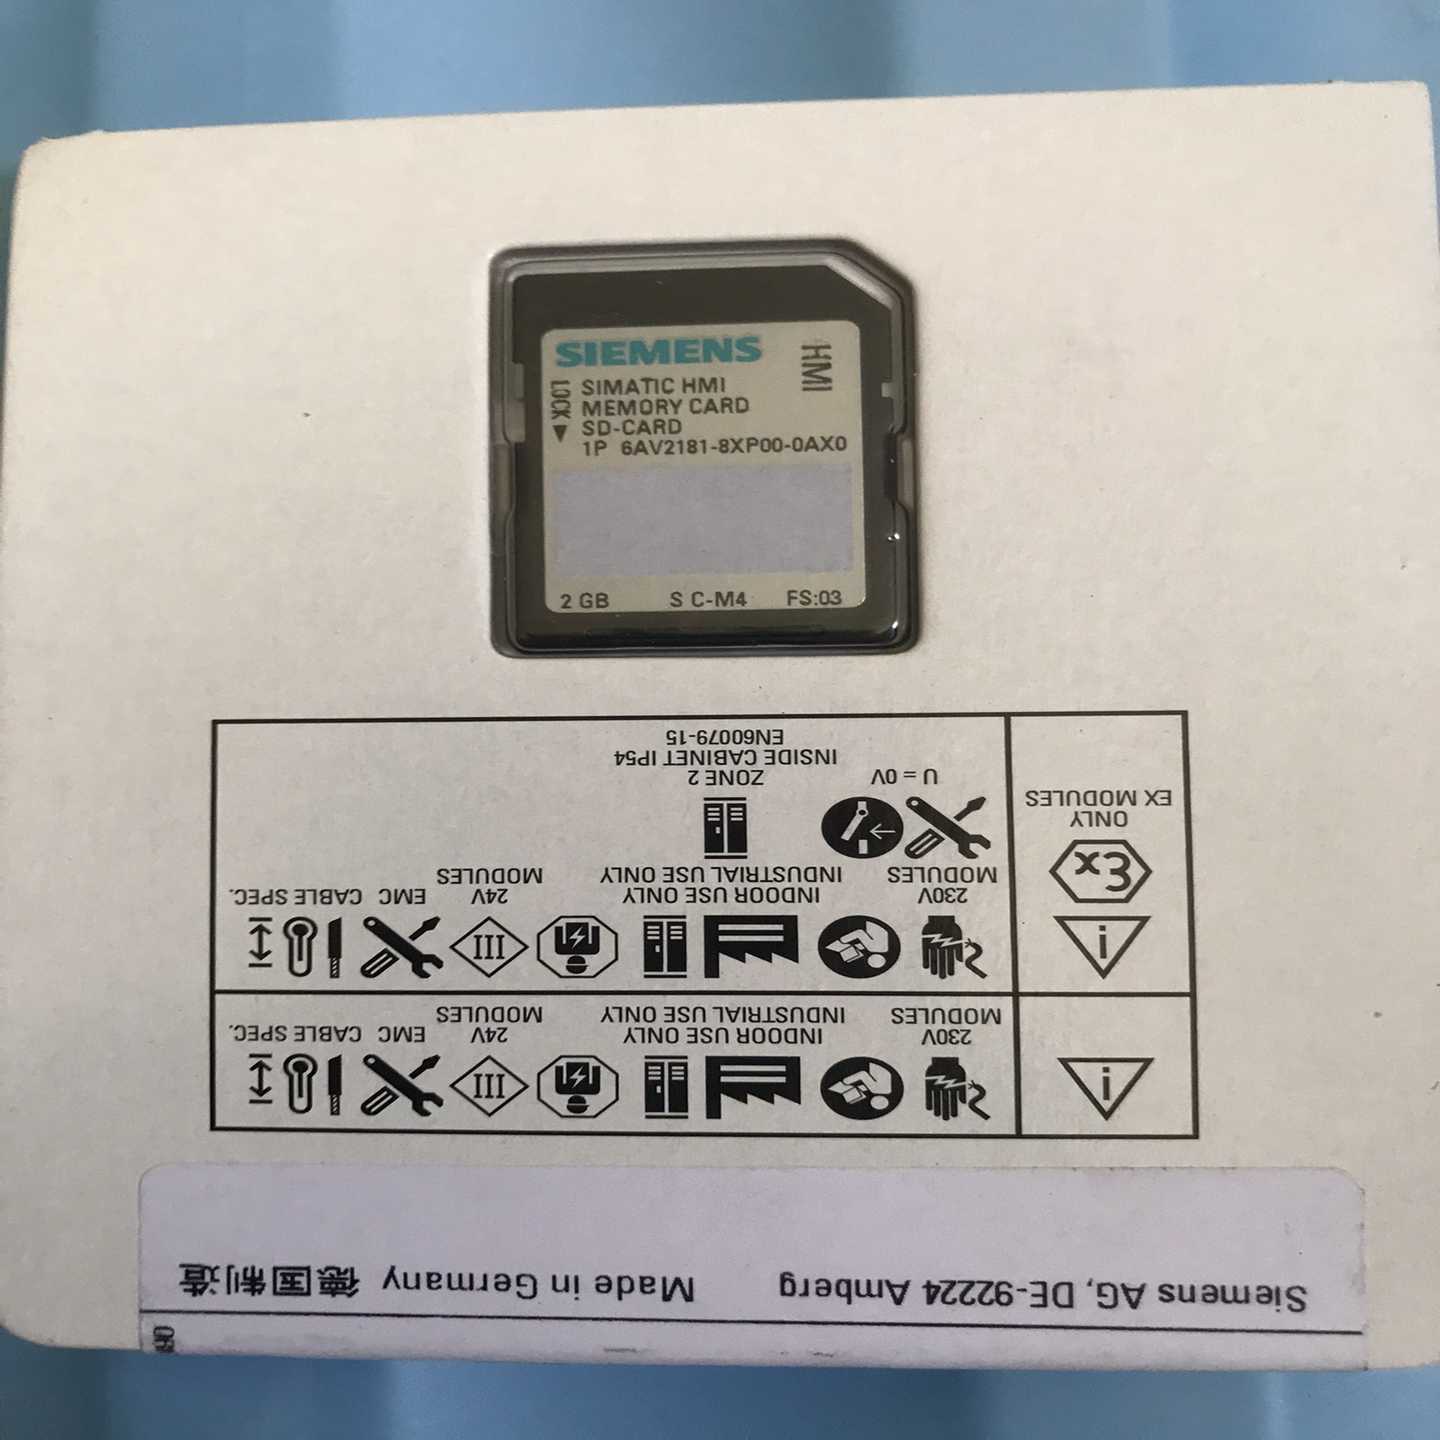 SIEMENS
HMI
LOCK
SIMATIC HMI
MEMORY CARD
SD-CARD
1P 6AV2181-8XP00-0AX0
2 GB S C-M4 FS:03
Siemens AG, DE-92224 Amberg Made in Germany 德国制造
i
230V
MODULES
INDOOR USE ONLY
INDUSTRIAL USE ONLY
III
24V
MODULES
EMC
CABLE SPEC.
i
Ex
ONLY
EX MODULES
230V
MODULES
INDOOR USE ONLY
INDUSTRIAL USE ONLY
III
24V
MODULES
EMC
CABLE SPEC.
U = 0V
ZONE 2
INSIDE CABINET IP54
EN60079-15